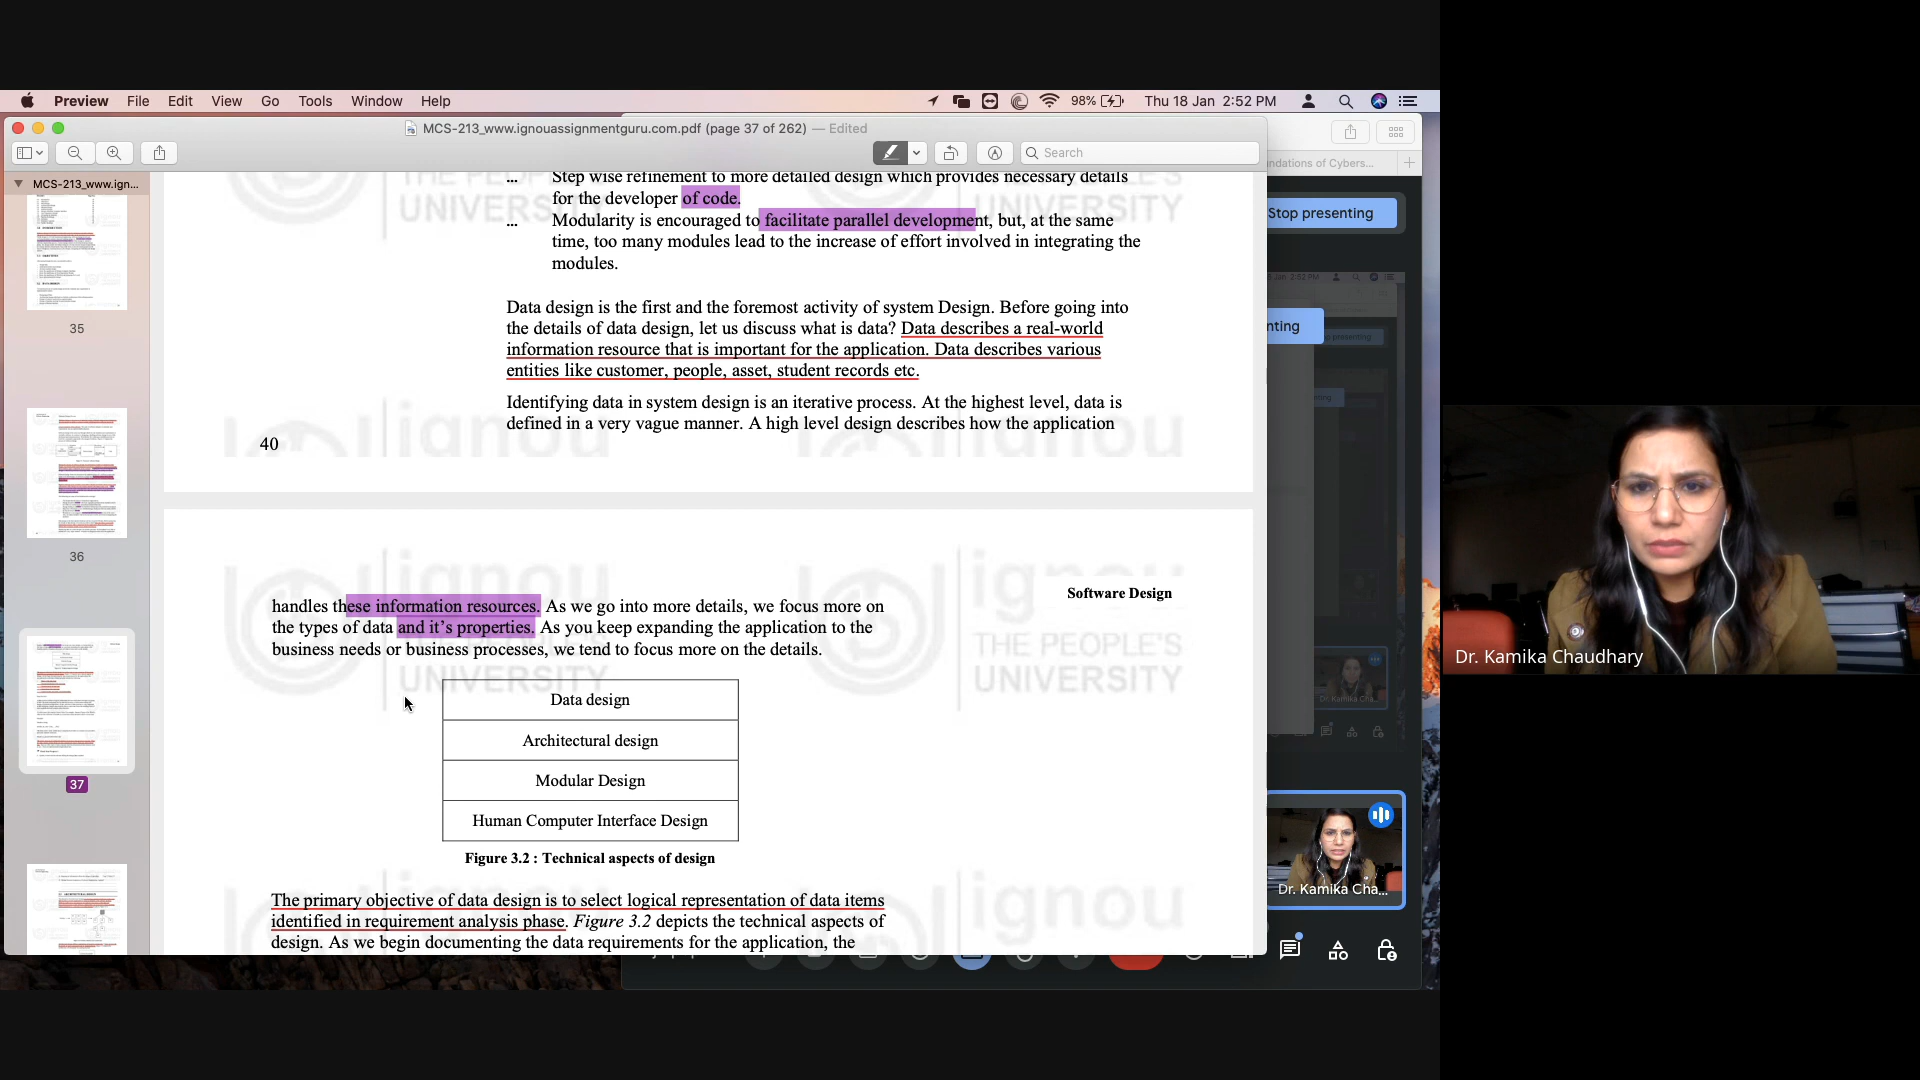 Preview File Edit View Go Tools Window Help
98%
Thu 18 Jan 2:52 PM
MCS-213_www.ignouassignmentguru.com.pdf (page 37 of 262) — Edited
Search
ndations of Cybers...
MCS-213_www.ign...
35
36
37
Stop presenting
nting
... Step wise refinement to more detailed design which provides necessary details
for the developer of code.
... Modularity is encouraged to facilitate parallel development, but, at the same
time, too many modules lead to the increase of effort involved in integrating the
modules.
Data design is the first and the foremost activity of system Design. Before going into
the details of data design, let us discuss what is data? Data describes a real-world
information resource that is important for the application. Data describes various
entities like customer, people, asset, student records etc.
Identifying data in system design is an iterative process. At the highest level, data is
defined in a very vague manner. A high level design describes how the application
40
Software Design
handles these information resources. As we go into more details, we focus more on
the types of data and it's properties. As you keep expanding the application to the
business needs or business processes, we tend to focus more on the details.
ignou
THE PEOPLE'S
UNIVERSITY
Data design
Architectural design
Modular Design
Human Computer Interface Design
Figure 3.2 : Technical aspects of design
The primary objective of data design is to select logical representation of data items
identified in requirement analysis phase. Figure 3.2 depicts the technical aspects of
design. As we begin documenting the data requirements for the application, the
Dr. Kamika Cha...
Dr. Kamika Cha...
Dr. Kamika Chaudhary